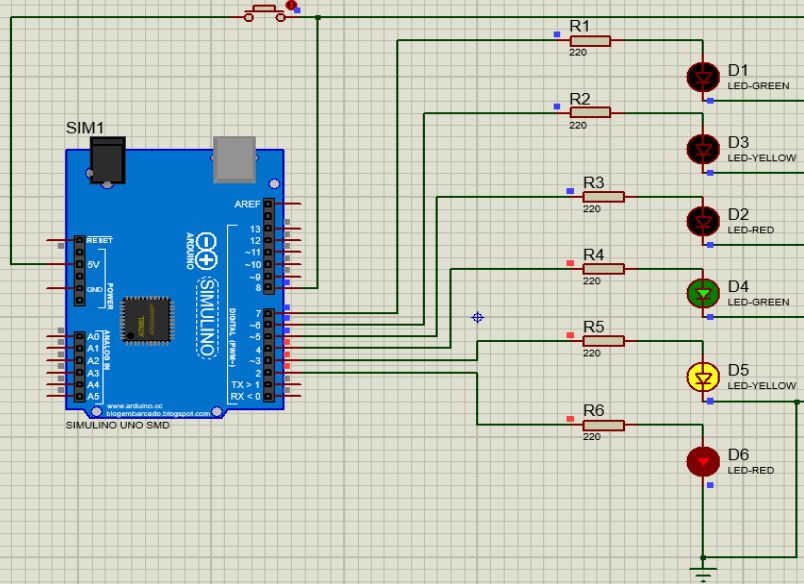 R1
220
D1
LED-GREEN
R2
220
D3
LED-YELLOW
SIM1
R3
220
D2
LED-RED
AREF
13
12
~11
~10
~9
8
RESET
5V
GND
POWER
ARDUINO
SIMULINO
ATMEL
R4
220
D4
LED-GREEN
DIGITAL (PWM~)
7
~6
~5
4
~3
2
TX > 1
RX < 0
A0
A1
A2
A3
A4
A5
ANALOG IN
R5
220
D5
LED-YELLOW
www.arduino.cc
blogembarcado.blogspot.com
SIMULINO UNO SMD
R6
220
D6
LED-RED